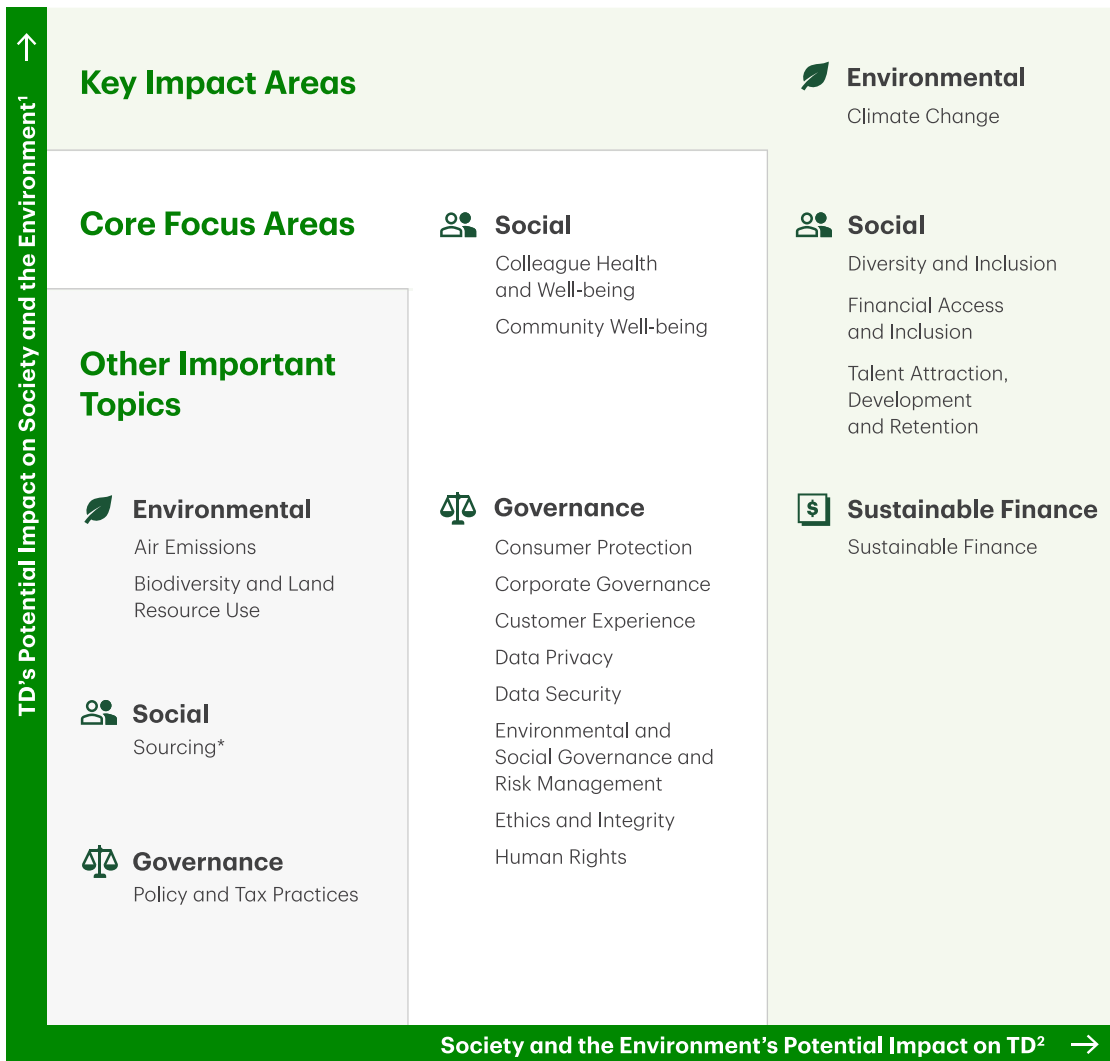 TD's Potential Impact on Society and the Environment¹ →
Key Impact Areas
Environmental
Climate Change
Social
Diversity and Inclusion
Financial Access
and Inclusion
Talent Attraction,
Development
and Retention
$ Sustainable Finance
Sustainable Finance
Core Focus Areas
Social
Colleague Health
and Well-being
Community Well-being
Governance
Consumer Protection
Corporate Governance
Customer Experience
Data Privacy
Data Security
Environmental and
Social Governance and
Risk Management
Ethics and Integrity
Human Rights
Other Important
Topics
Environmental
Air Emissions
Biodiversity and Land
Resource Use
Social
Sourcing*
Governance
Policy and Tax Practices
Society and the Environment's Potential Impact on TD² →